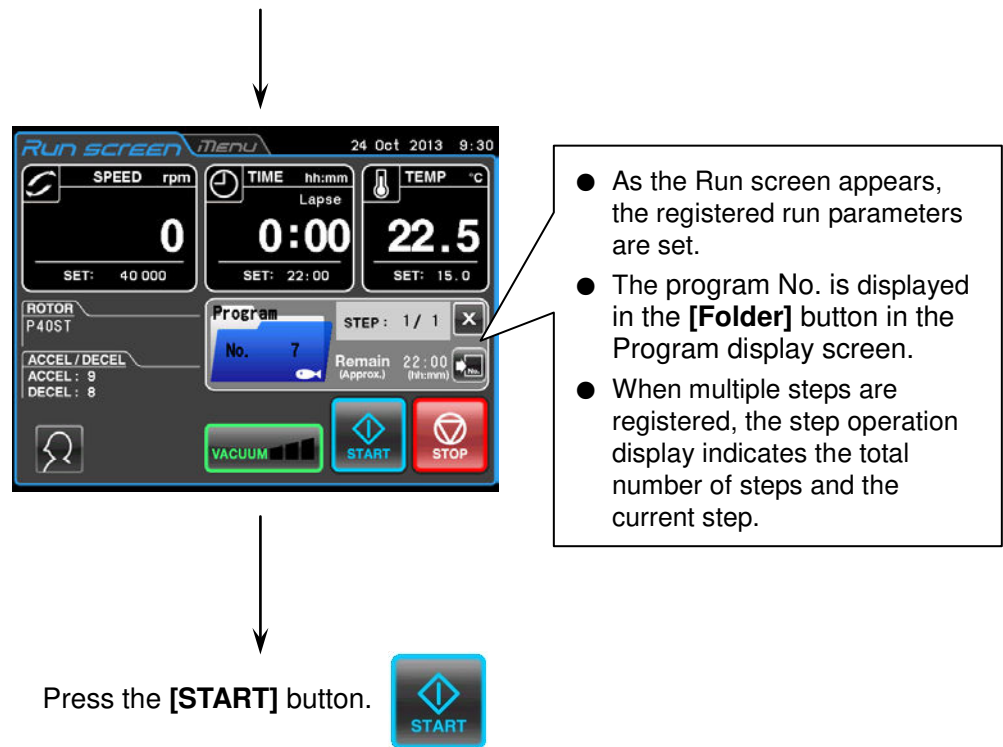 Run screen Menu 24 Oct 2013 9:30
SPEED rpm
0
SET: 40 000
TIME hh:mm
Lapse
0:00
SET: 22:00
TEMP °C
22.5
SET: 15.0
ROTOR
P40ST
ACCEL/DECEL
ACCEL: 9
DECEL: 8
Program
No. 7
STEP: 1/ 1 X
Remain 22:00
(Approx.) (hh:mm) No.
VACUUM
START
STOP
● As the Run screen appears,
the registered run parameters
are set.
● The program No. is displayed
in the [Folder] button in the
Program display screen.
● When multiple steps are
registered, the step operation
display indicates the total
number of steps and the
current step.
Press the [START] button.
START